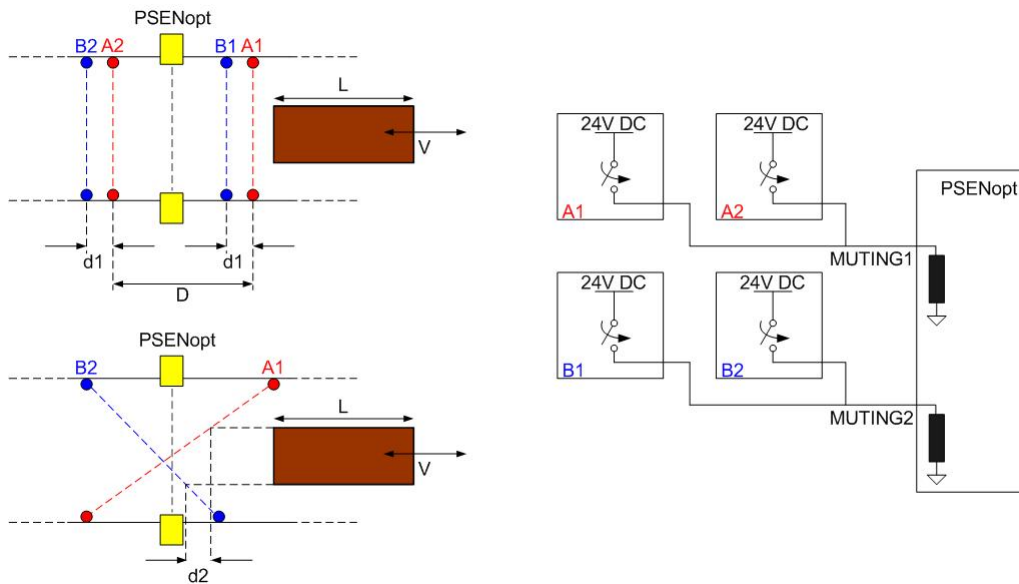 PSENopt
B2 A2 B1 A1
L
V
d1 d1
D
PSENopt
B2 A1
L
V
d2
24V DC 24V DC
PSENopt
A1 A2
MUTING1
24V DC 24V DC
B1 B2
MUTING2